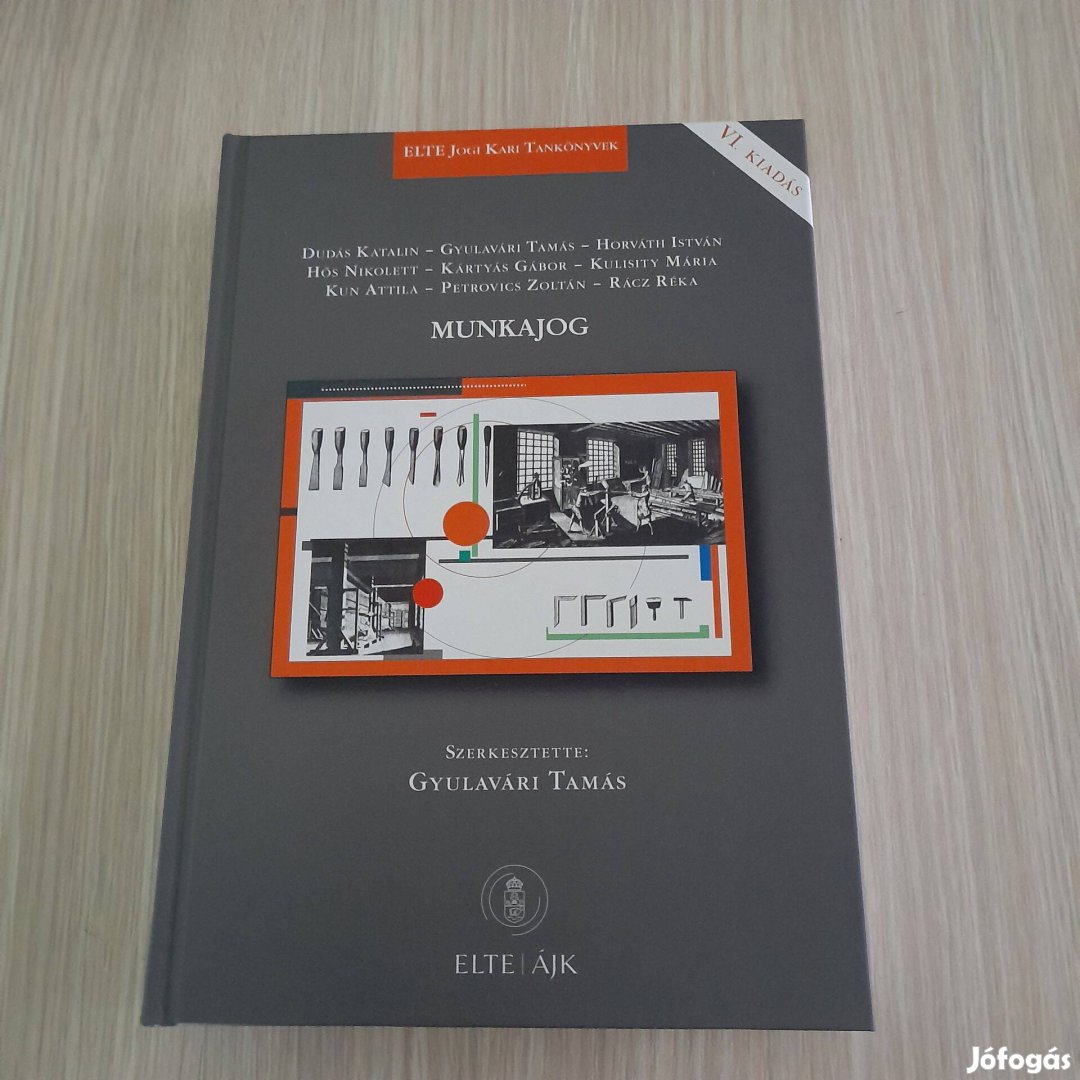 ELTE Jogi Kari Tankönyvek
VI. KIADÁS
Dudás Katalin – Gyulavári Tamás – Horváth István
Hős Nikolett – Kártyás Gábor – Kulisity Mária
Kun Attila – Petrovics Zoltán – Rácz Réka
MUNKAJOG
Szerkesztette:
Gyulavári Tamás
ELTE | ÁJK
Jófogás